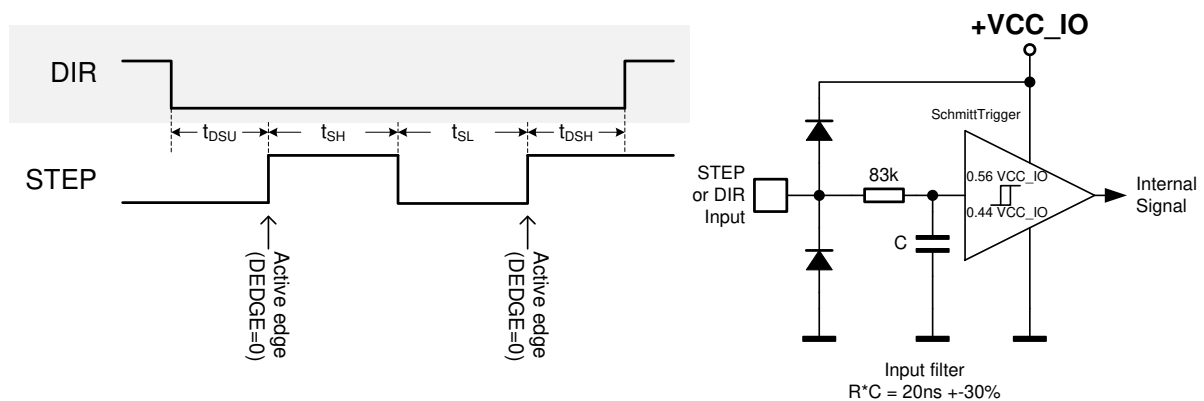 DIR
tDSU
tSH
tSL
tDSH
STEP
Active edge
(DEDGE=0)
Active edge
(DEDGE=0)
+VCC_IO
SchmittTrigger
STEP
or DIR
Input
83k
0.56 VCC_IO
0.44 VCC_IO
Internal
Signal
C
Input filter
R*C = 20ns +-30%